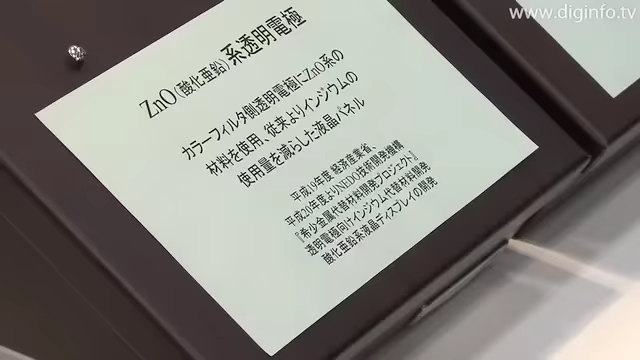 www.diginfo.tv
ZnO(酸化亜鉛)系透明電極
カラーフィルタ側透明電極にZnO系の
材料を使用、従来よりインジウムの
使用量を減らした液晶パネル
平成19年度 経済産業省、
平成20年度よりNEDO技術開発機構
『希少金属代替材料開発プロジェクト』
透明電極向けインジウム代替材料開発
酸化亜鉛系液晶ディスプレイの開発